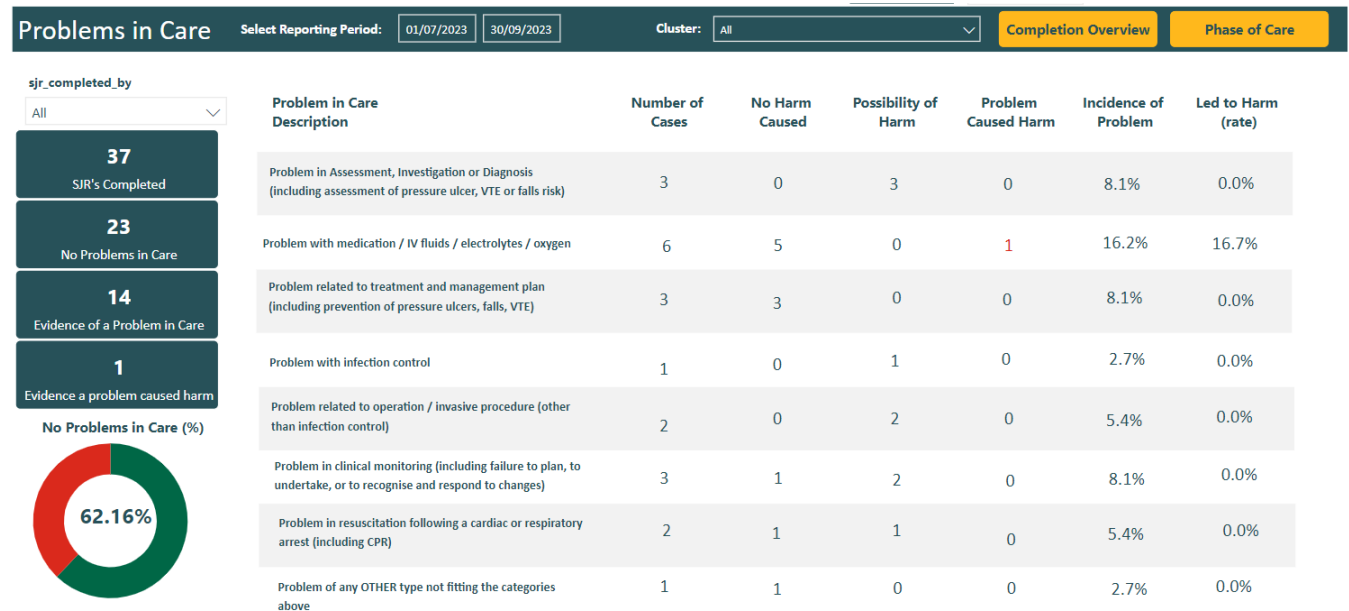 Problems in Care Select Reporting Period: 01/07/2023 30/09/2023 Cluster: All Completion Overview Phase of Care
sjr_completed_by
All
37
SJR's Completed
23
No Problems in Care
14
Evidence of a Problem in Care
1
Evidence a problem caused harm
No Problems in Care (%)
62.16%
Problem in Care Number of No Harm Possibility of Problem Incidence of Led to Harm
Description Cases Caused Harm Caused Harm Problem (rate)
Problem in Assessment, Investigation or Diagnosis
(including assessment of pressure ulcer, VTE or falls risk) 3 0 3 0 8.1% 0.0%
Problem with medication / IV fluids / electrolytes / oxygen 6 5 0 1 16.2% 16.7%
Problem related to treatment and management plan
(including prevention of pressure ulcers, falls, VTE) 3 3 0 0 8.1% 0.0%
Problem with infection control 1 0 1 0 2.7% 0.0%
Problem related to operation / invasive procedure (other
than infection control) 2 0 2 0 5.4% 0.0%
Problem in clinical monitoring (including failure to plan, to
undertake, or to recognise and respond to changes) 3 1 2 0 8.1% 0.0%
Problem in resuscitation following a cardiac or respiratory
arrest (including CPR) 2 1 1 0 5.4% 0.0%
Problem of any OTHER type not fitting the categories
above 1 1 0 0 2.7% 0.0%